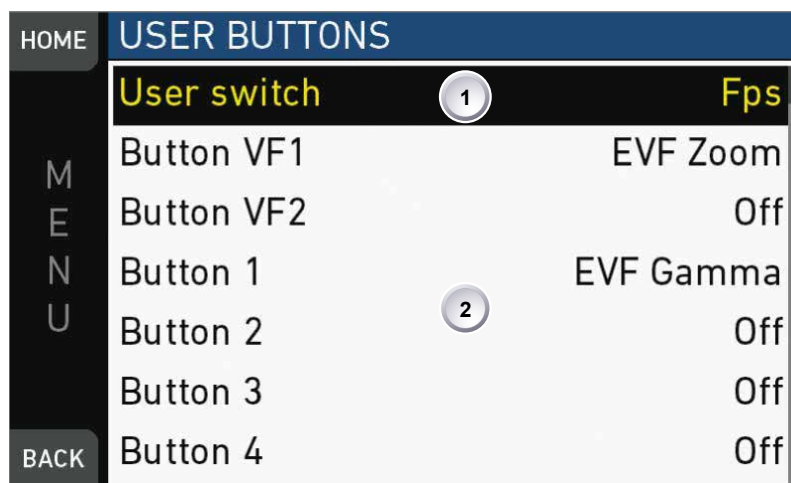 HOME USER BUTTONS
User switch 1 Fps
Button VF1 EVF Zoom
Button VF2 Off
Button 1 EVF Gamma
2
Button 2 Off
Button 3 Off
Button 4 Off
MENU
BACK